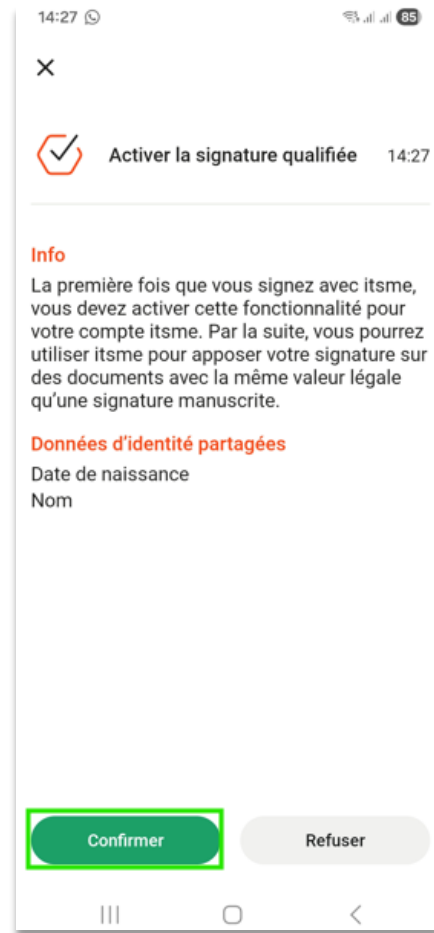 14:27
85
Activer la signature qualifiée 14:27
Info
La première fois que vous signez avec itsme,
vous devez activer cette fonctionnalité pour
votre compte itsme. Par la suite, vous pourrez
utiliser itsme pour apposer votre signature sur
des documents avec la même valeur légale
qu'une signature manuscrite.
Données d'identité partagées
Date de naissance
Nom
Confirmer Refuser